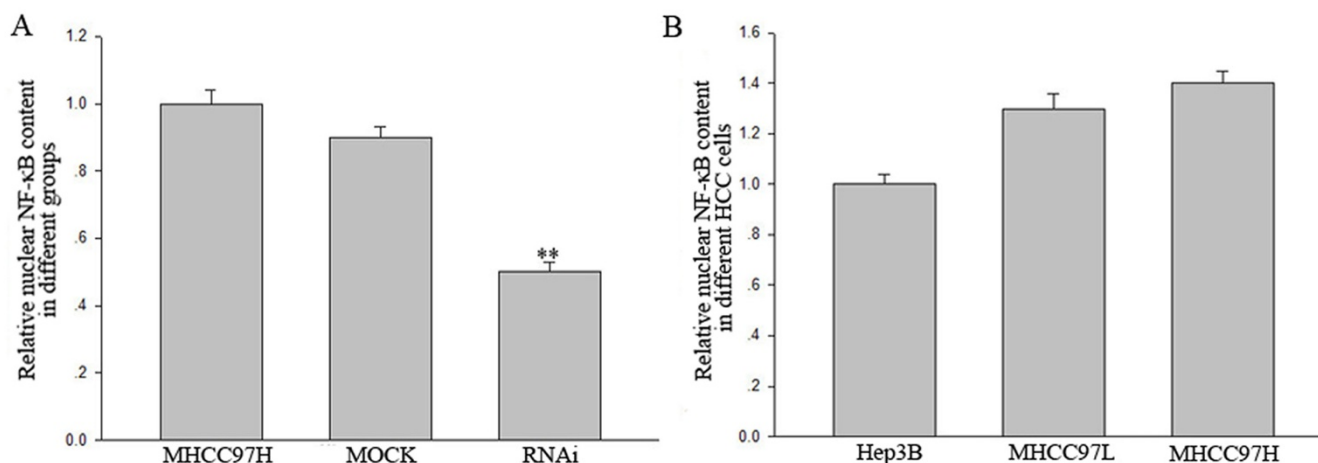 A
Relative nuclear NF-κB content
in different groups
1.2
1.0
.8
.6
.4
.2
0.0
**
MHCC97H
MOCK
RNAi
B
Relative nuclear NF-κB content
in different HCC cells
1.6
1.4
1.2
1.0
.8
.6
.4
.2
0.0
Hep3B
MHCC97L
MHCC97H